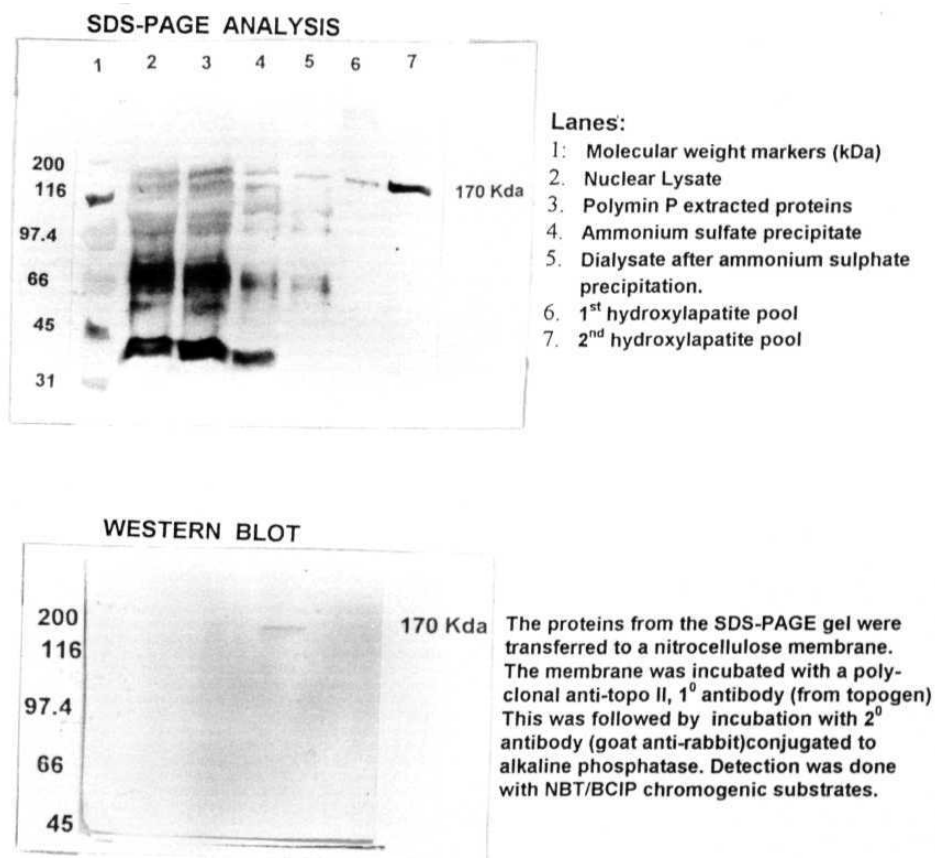 SDS-PAGE ANALYSIS
1 2 3 4 5 6 7
200
116
97.4
66
45
31
170 Kda
Lanes:
1: Molecular weight markers (kDa)
2. Nuclear Lysate
3. Polymin P extracted proteins
4. Ammonium sulfate precipitate
5. Dialysate after ammonium sulphate
precipitation.
6. 1st hydroxylapatite pool
7. 2nd hydroxylapatite pool
WESTERN BLOT
200
116
97.4
66
45
170 Kda
The proteins from the SDS-PAGE gel were
transferred to a nitrocellulose membrane.
The membrane was incubated with a poly-
clonal anti-topo II, 1⁰ antibody (from topogen)
This was followed by incubation with 2⁰
antibody (goat anti-rabbit)conjugated to
alkaline phosphatase. Detection was done
with NBT/BCIP chromogenic substrates.